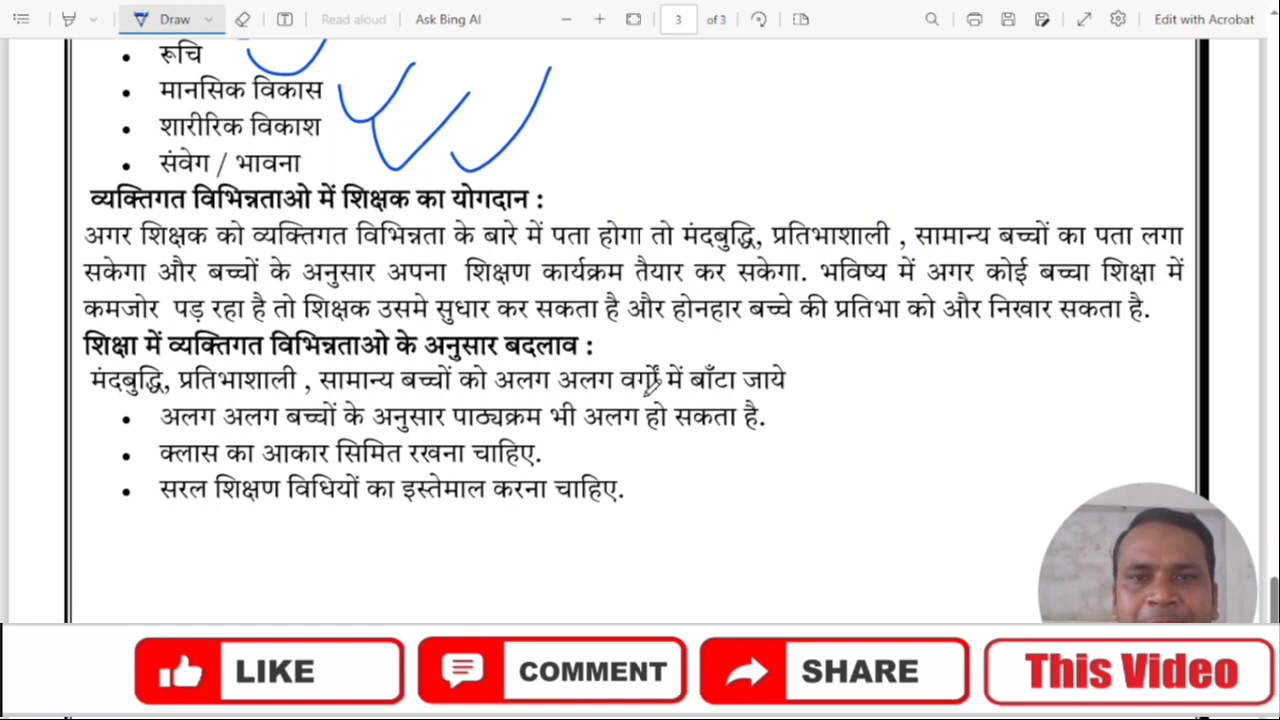 Draw
Read aloud
Ask Bing AI
3
of 3
Edit with Acrobat
• रूचि
• मानसिक विकास
• शारीरिक विकाश
• संवेग / भावना
व्यक्तिगत विभिन्नताओ में शिक्षक का योगदान :
अगर शिक्षक को व्यक्तिगत विभिन्नता के बारे में पता होगा तो मंदबुद्धि, प्रतिभाशाली , सामान्य बच्चों का पता लगा
सकेगा और बच्चों के अनुसार अपना शिक्षण कार्यक्रम तैयार कर सकेगा. भविष्य में अगर कोई बच्चा शिक्षा में
कमजोर पड़ रहा है तो शिक्षक उसमे सुधार कर सकता है और होनहार बच्चे की प्रतिभा को और निखार सकता है.
शिक्षा में व्यक्तिगत विभिन्नताओ के अनुसार बदलाव :
मंदबुद्धि, प्रतिभाशाली , सामान्य बच्चों को अलग अलग वर्गों में बाँटा जाये
• अलग अलग बच्चों के अनुसार पाठ्यक्रम भी अलग हो सकता है.
• क्लास का आकार सिमित रखना चाहिए.
• सरल शिक्षण विधियों का इस्तेमाल करना चाहिए.
LIKE
COMMENT
SHARE
This Video